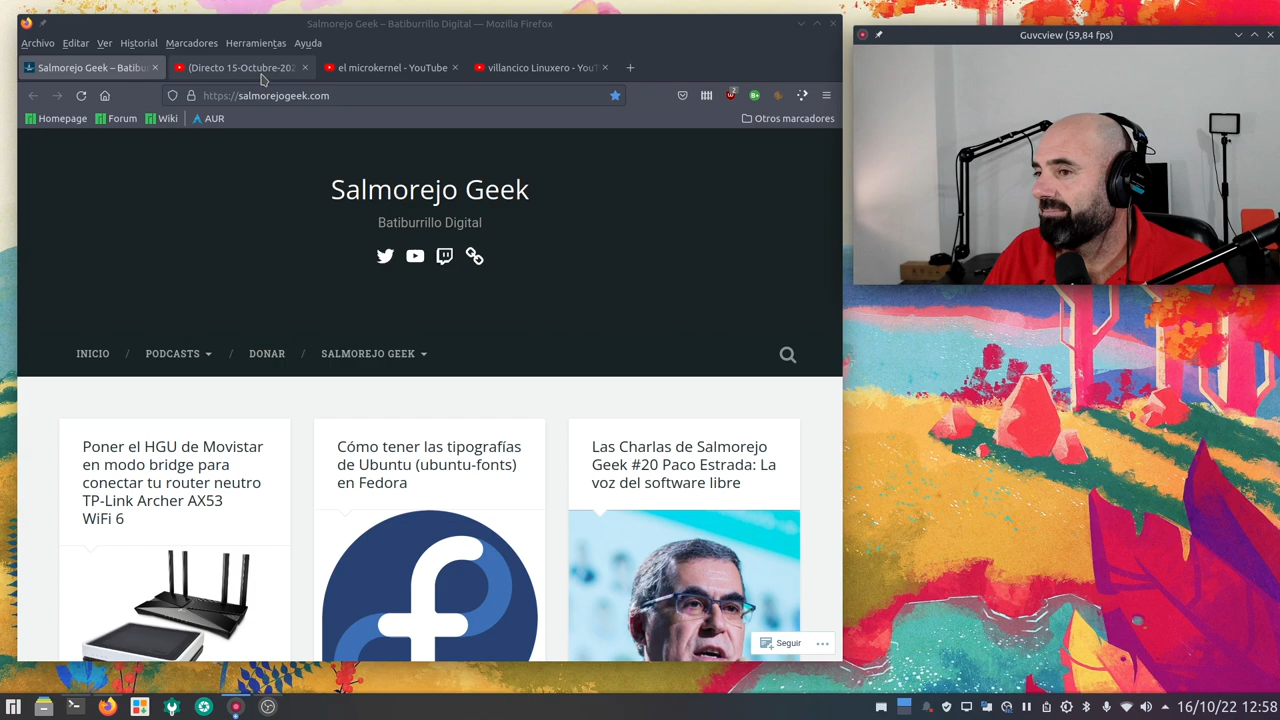 Salmorejo Geek – Batiburrillo Digital — Mozilla Firefox
Guvcview (59,84 fps)
Archivo Editar Ver Historial Marcadores Herramientas Ayuda
Salmorejo Geek – Batibu
(Directo 15-Octubre-202
el microkernel - YouTube
villancico Linuxero - YouT
https://salmorejogeek.com
2
Homepage Forum Wiki AUR Otros marcadores
Salmorejo Geek
Batiburrillo Digital
INICIO / PODCASTS / DONAR / SALMOREJO GEEK
Poner el HGU de Movistar
en modo bridge para
conectar tu router neutro
TP-Link Archer AX53
WiFi 6
Cómo tener las tipografías
de Ubuntu (ubuntu-fonts)
en Fedora
Las Charlas de Salmorejo
Geek #20 Paco Estrada: La
voz del software libre
Seguir
16/10/22 12:58